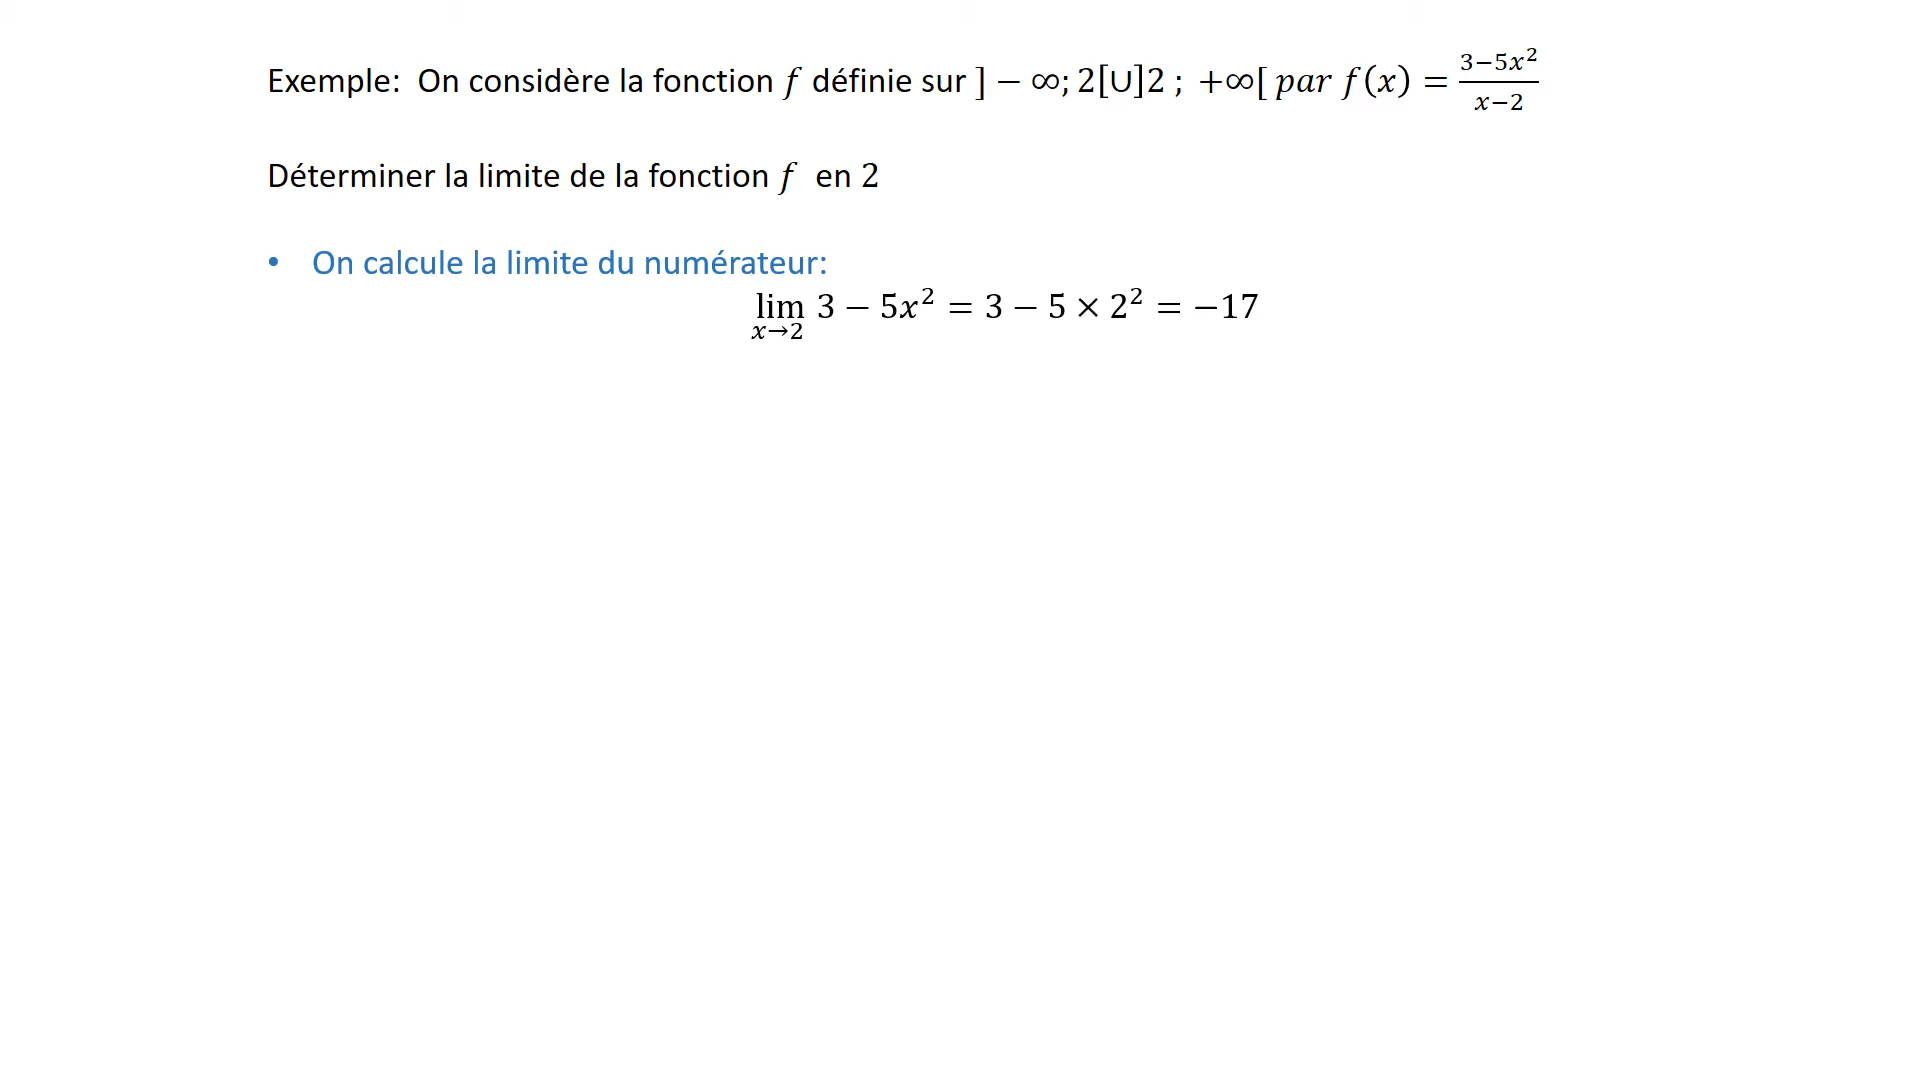 Exemple: On considère la fonction f définie sur ] − ∞; 2[∪]2 ; +∞[ par f(x) = (3−5x²)/(x−2)
Déterminer la limite de la fonction f en 2
• On calcule la limite du numérateur:
lim x→2 3 − 5x² = 3 − 5 × 2² = −17